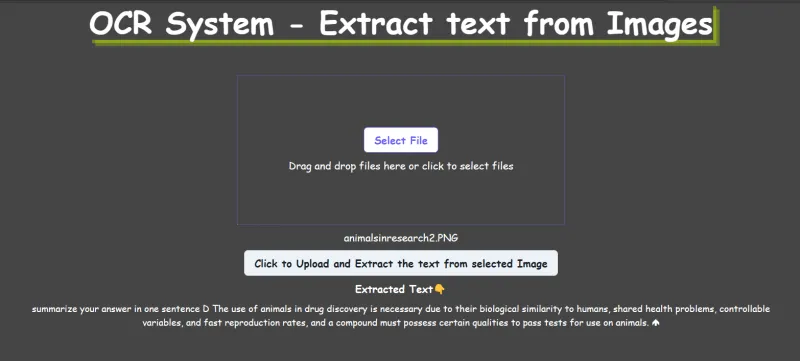 OCR System - Extract text from Images
Select File
Drag and drop files here or click to select files
animalsinresearch2.PNG
Click to Upload and Extract the text from selected Image
Extracted Text👇
summarize your answer in one sentence D The use of animals in drug discovery is necessary due to their biological similarity to humans, shared health problems, controllable
variables, and fast reproduction rates, and a compound must possess certain qualities to pass tests for use on animals.